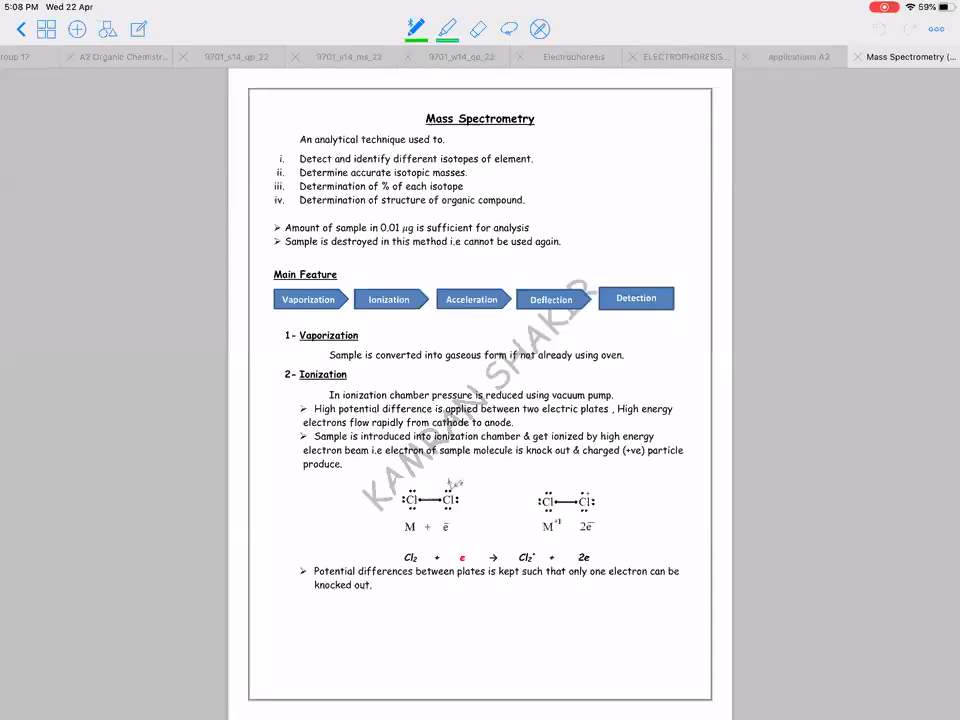 5:08 PM Wed 22 Apr
59%
roup 17
A2 Organic Chemistr...
9701_s14_qp_22
9701_s14_ms_22
9701_w14_qp_22
Electrophoresis
ELECTROPHORESIS...
applications A2
Mass Spectrometry (...
Mass Spectrometry
An analytical technique used to.
i. Detect and identify different isotopes of element.
ii. Determine accurate isotopic masses.
iii. Determination of % of each isotope
iv. Determination of structure of organic compound.
➢ Amount of sample in 0.01 µg is sufficient for analysis
➢ Sample is destroyed in this method i.e cannot be used again.
Main Feature
Vaporization Ionization Acceleration Deflection Detection
1- Vaporization
Sample is converted into gaseous form if not already using oven.
2- Ionization
In ionization chamber pressure is reduced using vacuum pump.
➢ High potential difference is applied between two electric plates , High energy
electrons flow rapidly from cathode to anode.
➢ Sample is introduced into ionization chamber & get ionized by high energy
electron beam i.e electron of sample molecule is knock out & charged (+ve) particle
produce.
:Cl Cl: :Cl Cl:
M + e̅ M⁺¹ 2e̅
Cl₂ + e → Cl₂⁺ + 2e
➢ Potential differences between plates is kept such that only one electron can be
knocked out.
KAMRAN SHAKIR